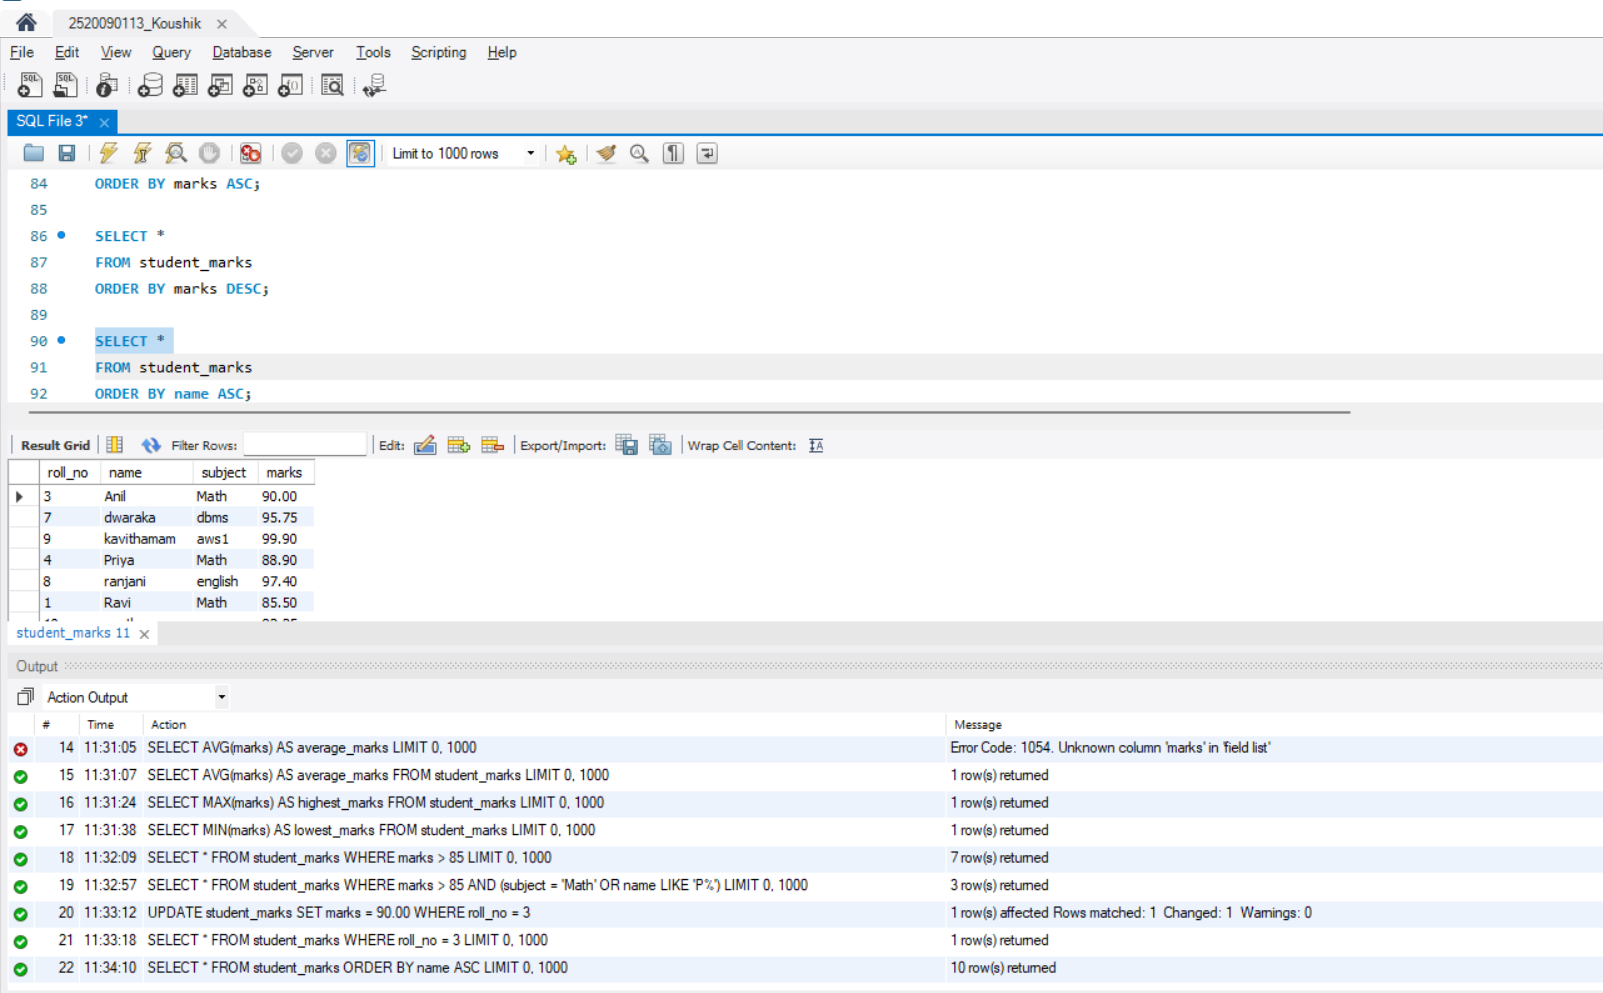 2520090113_Koushik
File Edit View Query Database Server Tools Scripting Help
SQL File 3*
Limit to 1000 rows
84 ORDER BY marks ASC;
85
86 SELECT *
87 FROM student_marks
88 ORDER BY marks DESC;
89
90 SELECT *
91 FROM student_marks
92 ORDER BY name ASC;
Result Grid Filter Rows: Edit: Export/Import: Wrap Cell Content:
roll_no name subject marks
3 Anil Math 90.00
7 dwaraka dbms 95.75
9 kavithamam aws1 99.90
4 Priya Math 88.90
8 ranjani english 97.40
1 Ravi Math 85.50
student_marks 11
Output
Action Output
# Time Action Message
14 11:31:05 SELECT AVG(marks) AS average_marks LIMIT 0, 1000 Error Code: 1054. Unknown column 'marks' in 'field list'
15 11:31:07 SELECT AVG(marks) AS average_marks FROM student_marks LIMIT 0, 1000 1 row(s) returned
16 11:31:24 SELECT MAX(marks) AS highest_marks FROM student_marks LIMIT 0, 1000 1 row(s) returned
17 11:31:38 SELECT MIN(marks) AS lowest_marks FROM student_marks LIMIT 0, 1000 1 row(s) returned
18 11:32:09 SELECT * FROM student_marks WHERE marks > 85 LIMIT 0, 1000 7 row(s) returned
19 11:32:57 SELECT * FROM student_marks WHERE marks > 85 AND (subject = 'Math' OR name LIKE 'P%') LIMIT 0, 1000 3 row(s) returned
20 11:33:12 UPDATE student_marks SET marks = 90.00 WHERE roll_no = 3 1 row(s) affected Rows matched: 1 Changed: 1 Warnings: 0
21 11:33:18 SELECT * FROM student_marks WHERE roll_no = 3 LIMIT 0, 1000 1 row(s) returned
22 11:34:10 SELECT * FROM student_marks ORDER BY name ASC LIMIT 0, 1000 10 row(s) returned